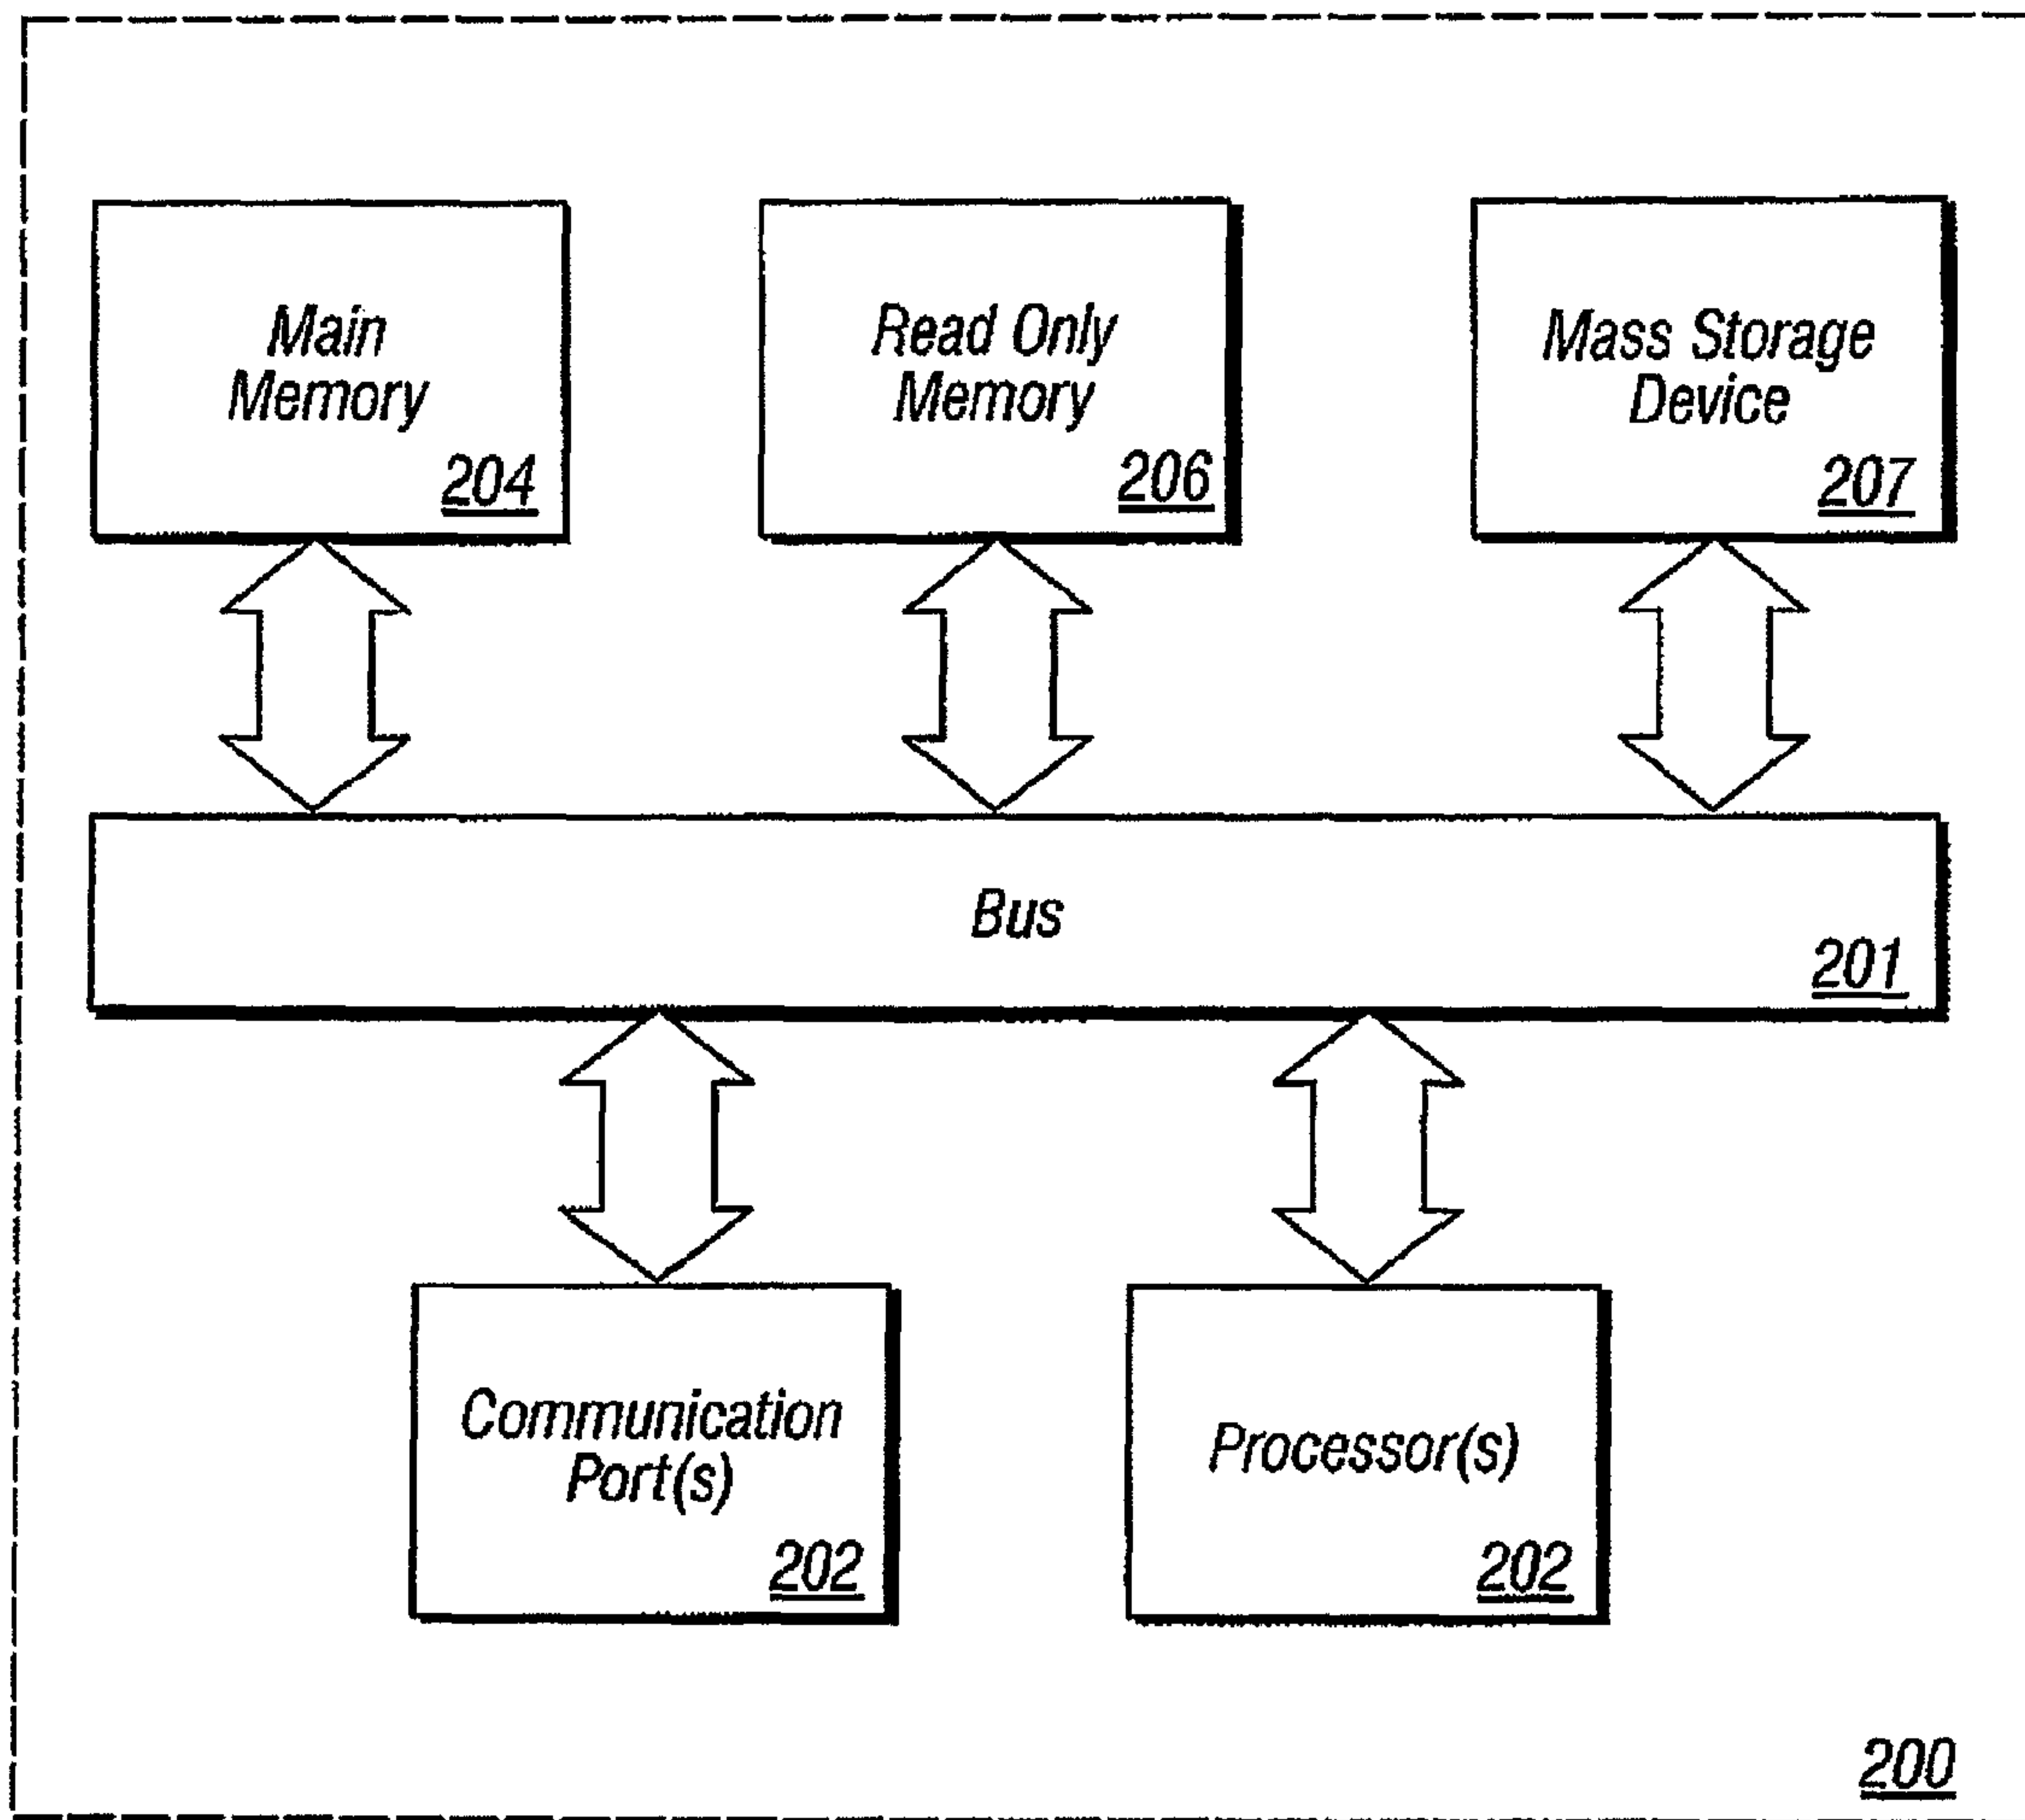 Main
Memory
204
Read Only
Memory
206
Mass Storage
Device
207
Bus
201
Communication
Port(s)
202
Processor(s)
202
200